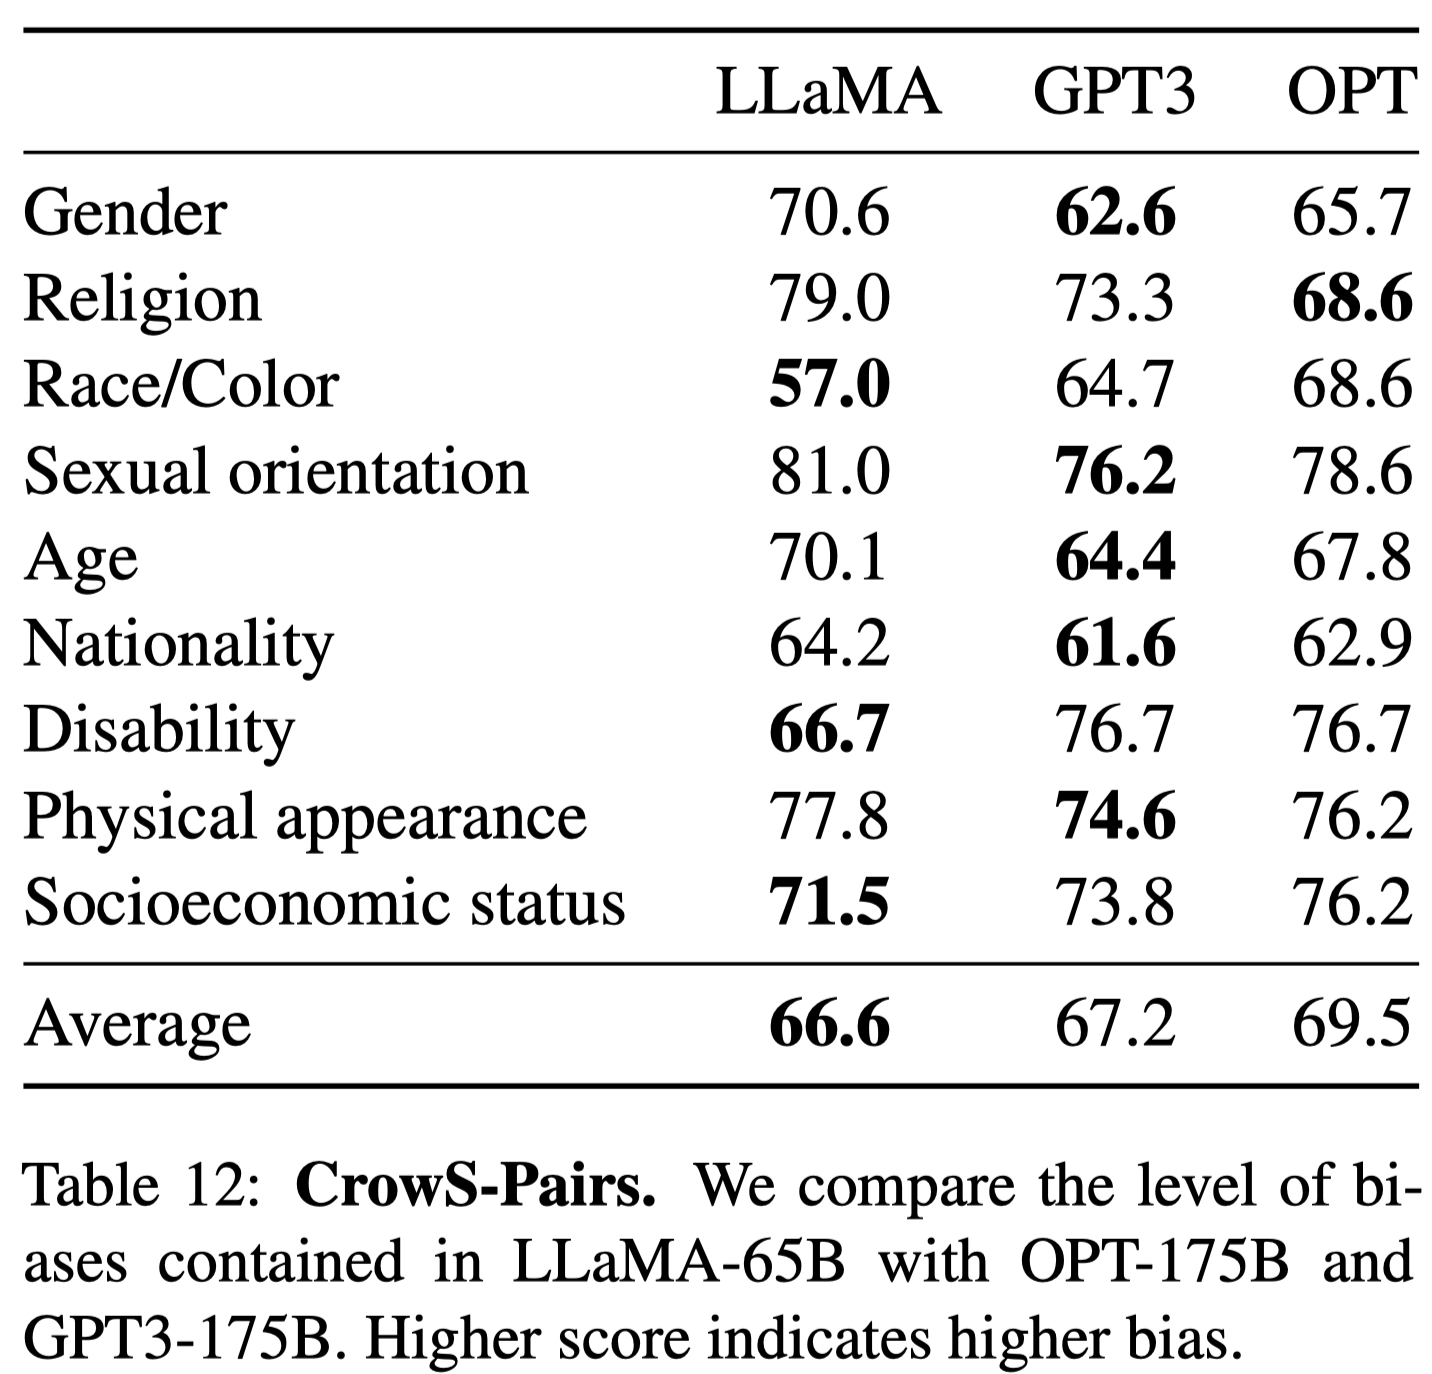 LLaMA GPT3 OPT
Gender 70.6 62.6 65.7
Religion 79.0 73.3 68.6
Race/Color 57.0 64.7 68.6
Sexual orientation 81.0 76.2 78.6
Age 70.1 64.4 67.8
Nationality 64.2 61.6 62.9
Disability 66.7 76.7 76.7
Physical appearance 77.8 74.6 76.2
Socioeconomic status 71.5 73.8 76.2
Average 66.6 67.2 69.5
Table 12: CrowS-Pairs. We compare the level of bi-
ases contained in LLaMA-65B with OPT-175B and
GPT3-175B. Higher score indicates higher bias.